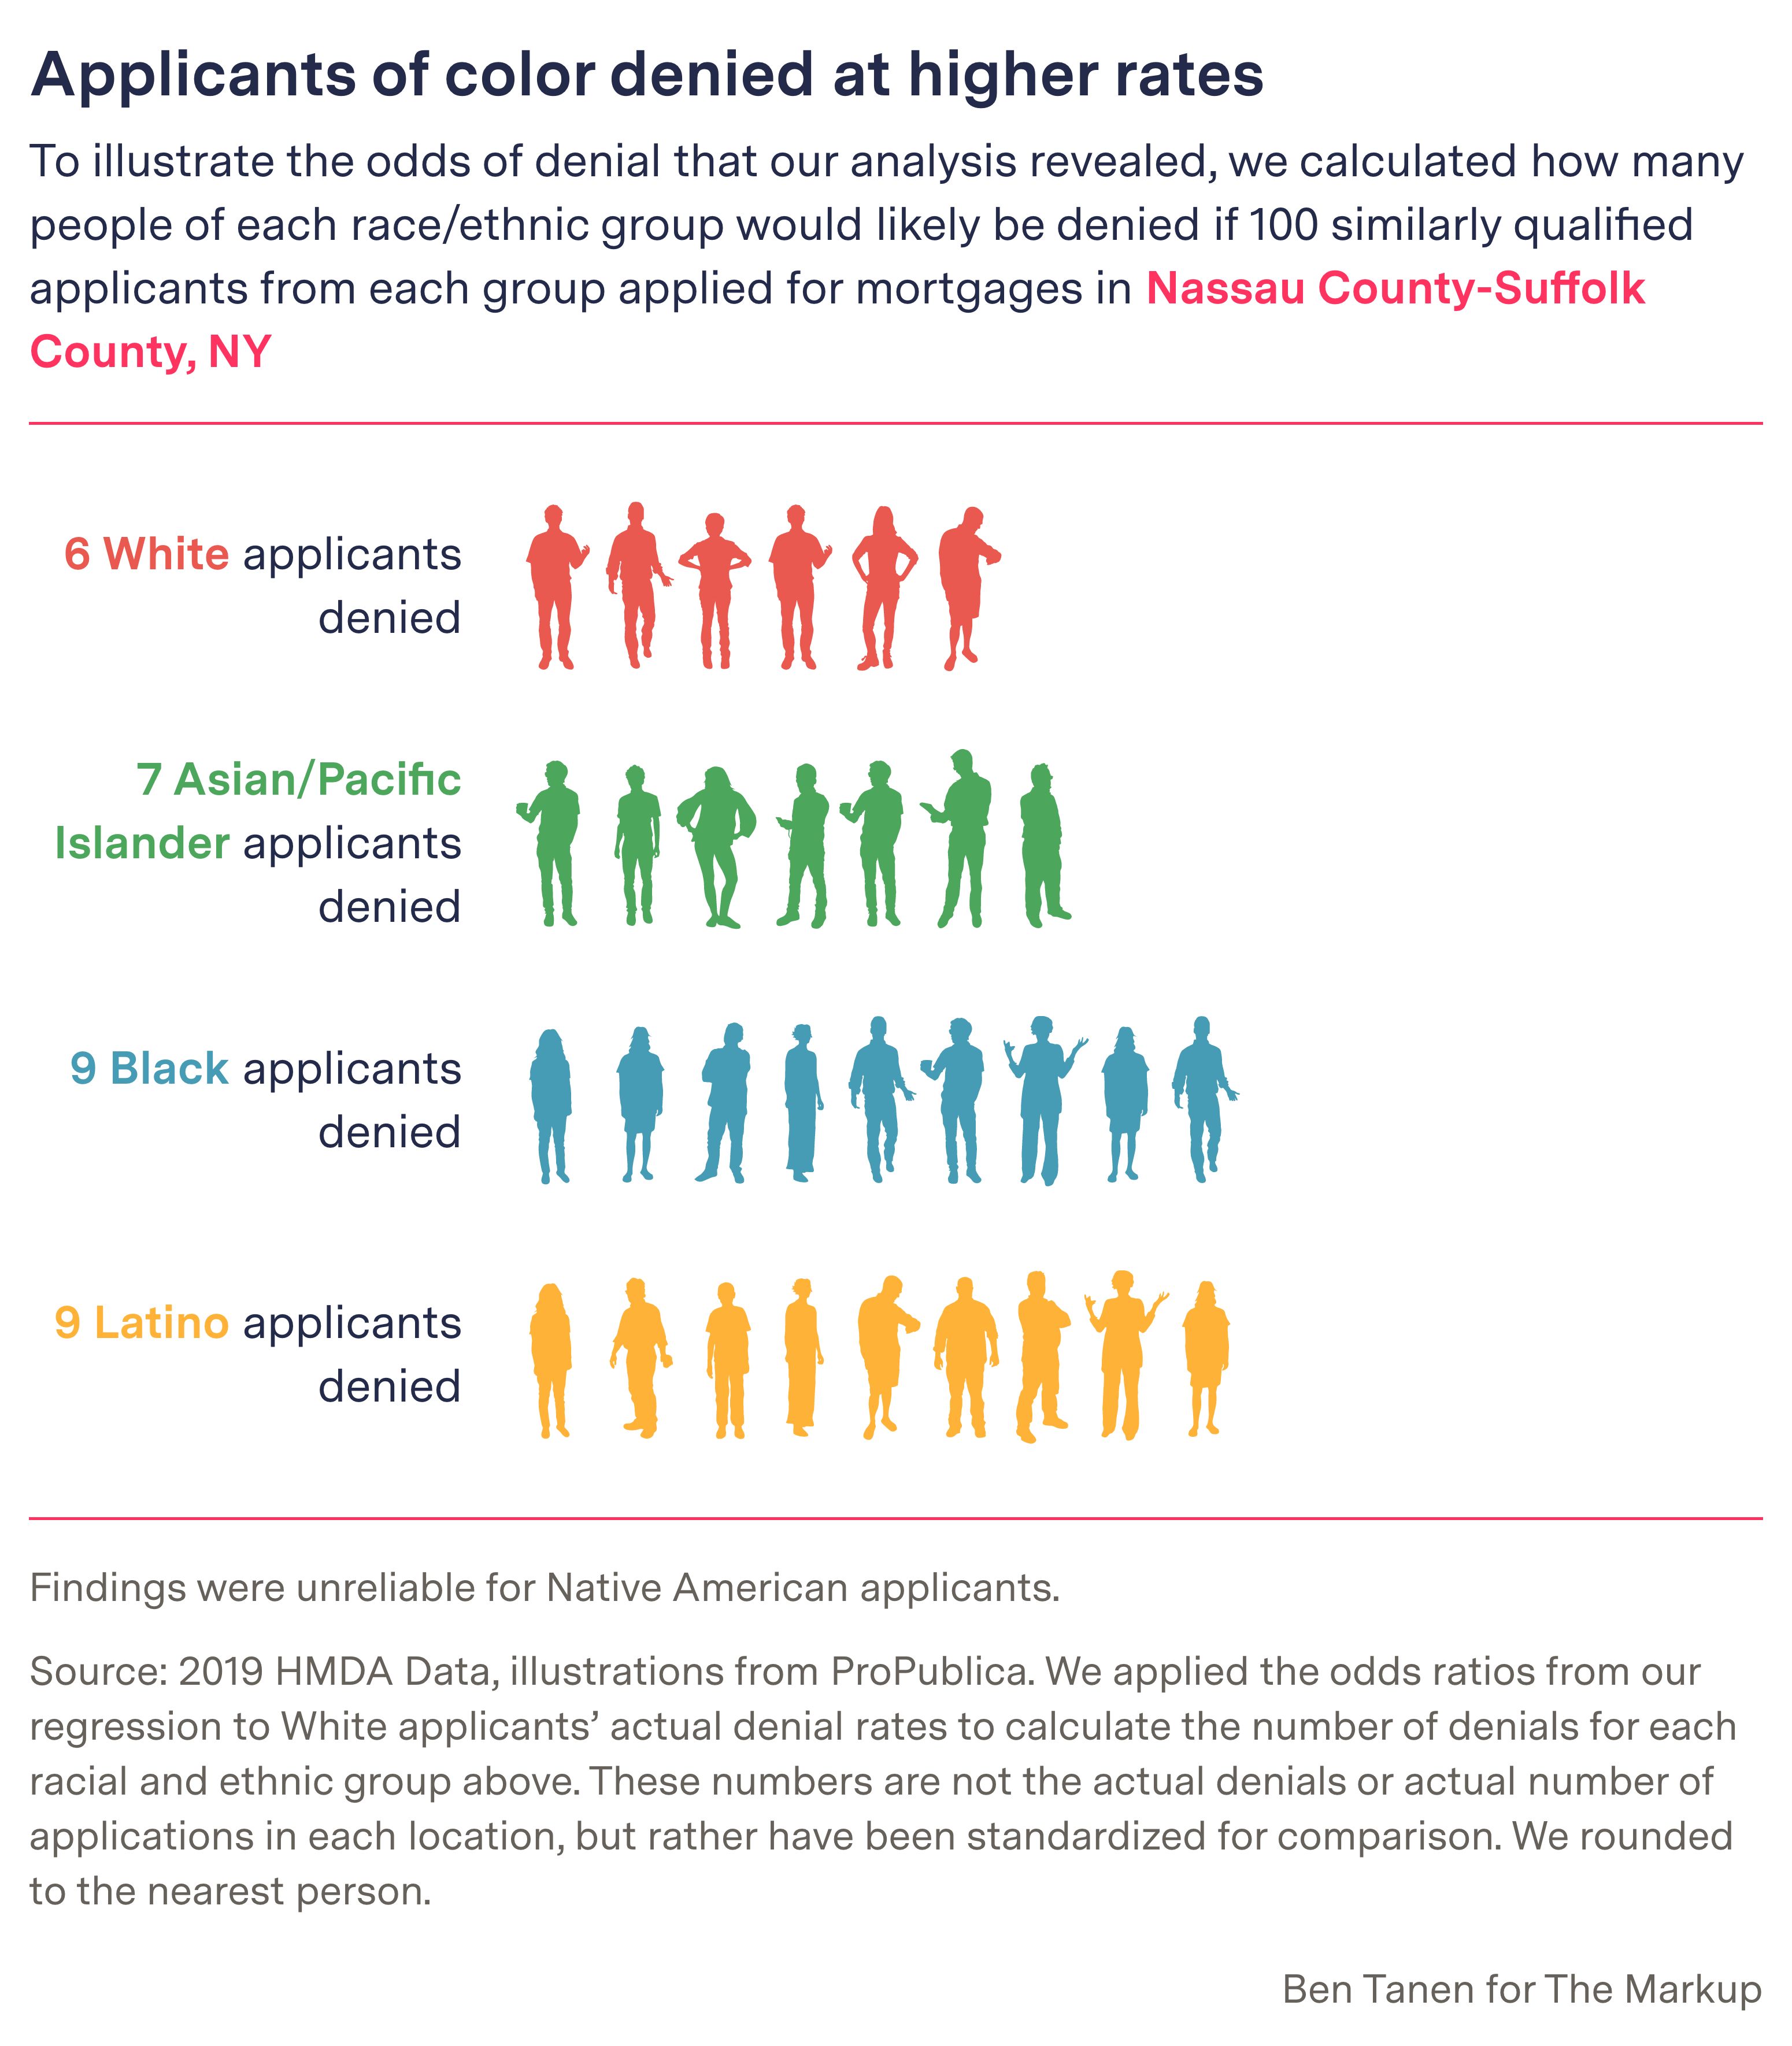 Applicants of color denied at higher rates
To illustrate the odds of denial that our analysis revealed, we calculated how many
people of each race/ethnic group would likely be denied if 100 similarly qualified
applicants from each group applied for mortgages in Nassau County-Suffolk
County, NY
6 White applicants
denied
7 Asian/Pacific
Islander applicants
denied
9 Black applicants
denied
9 Latino applicants
denied
Findings were unreliable for Native American applicants.
Source: 2019 HMDA Data, illustrations from ProPublica. We applied the odds ratios from our
regression to White applicants’ actual denial rates to calculate the number of denials for each
racial and ethnic group above. These numbers are not the actual denials or actual number of
applications in each location, but rather have been standardized for comparison. We rounded
to the nearest person.
Ben Tanen for The Markup